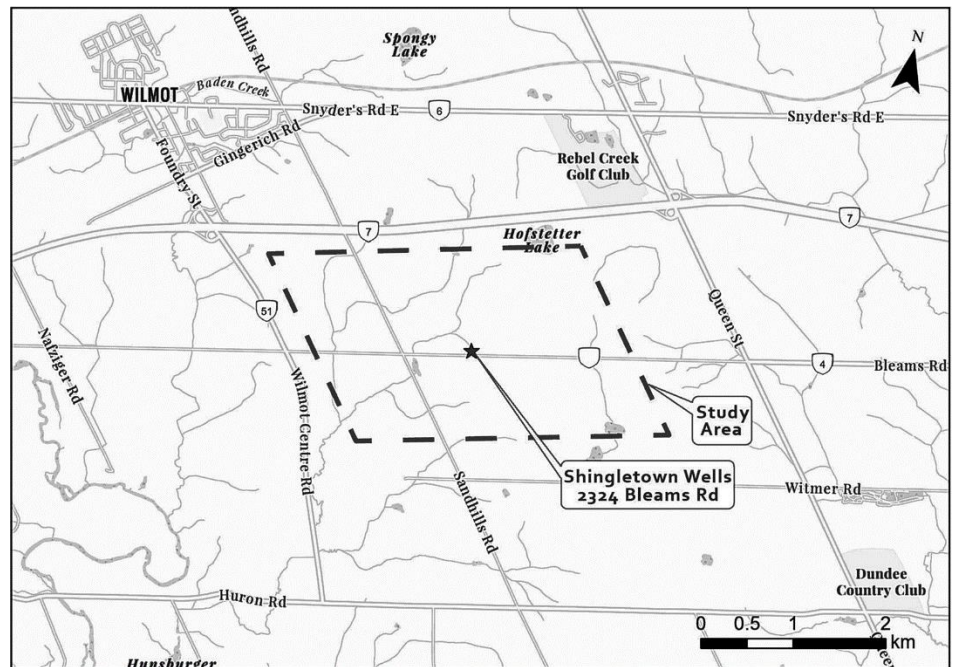 ndhills Rd
Spongy
Lake
N
WILMOT
Baden Creek
Snyder's Rd E
6
Snyder's Rd E
Gingerich Rd
Foundry St
Rebel Creek
Golf Club
7
7
Hofstetter
Lake
51
Nafziger Rd
Queen St
4
Bleams Rd
Wilmot-Centre Rd
Study
Area
Shingletown Wells
2324 Bleams Rd
Sandhills Rd
Witmer Rd
Dundee
Country Club
Huron Rd
0 0.5 1 2
km
Hunsburger